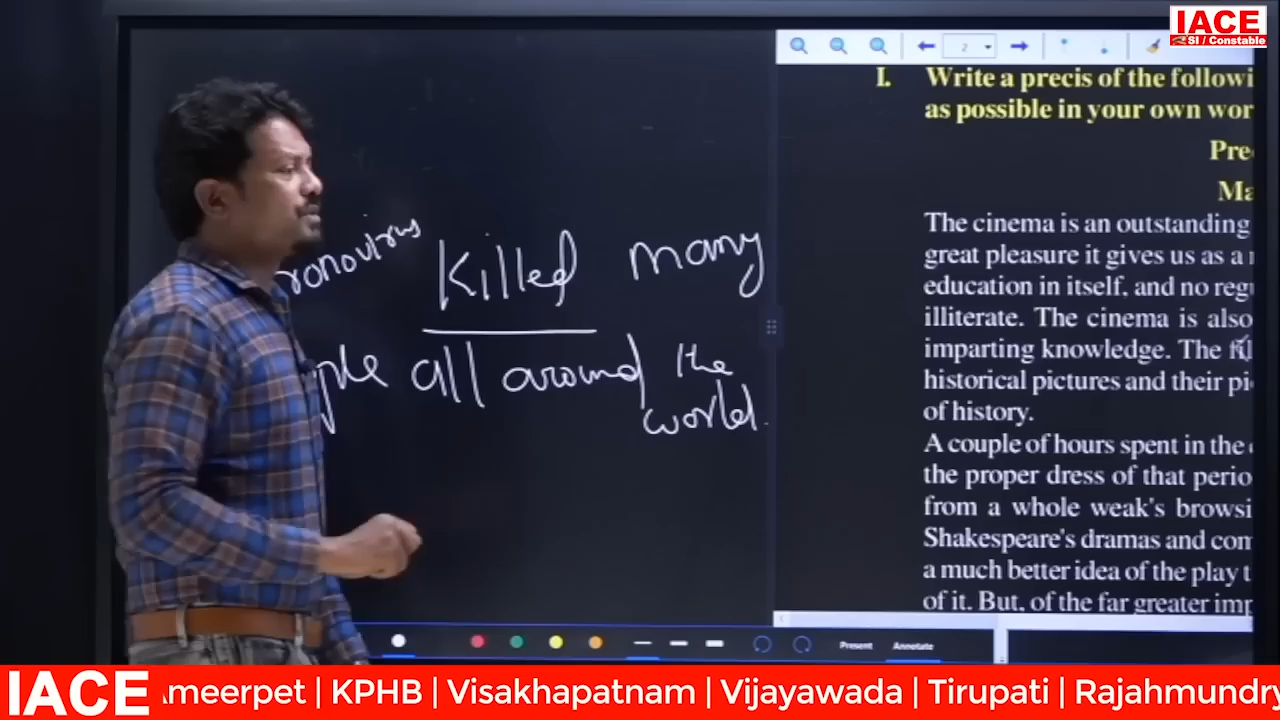 IACE
SI / Constable
2
I. Write a precis of the followi
as possible in your own wor
Pre
Ma
ronovirus Killed many
ple all around the
world.
The cinema is an outstanding
great pleasure it gives us as a
education in itself, and no reg
illiterate. The cinema is also
imparting knowledge. The fil
historical pictures and their pi
of history.
A couple of hours spent in the
the proper dress of that perio
from a whole weak's browsi
Shakespeare's dramas and com
a much better idea of the play t
of it. But, of the far greater imp
Present Annotate
IACE Ameerpet | KPHB | Visakhapatnam | Vijayawada | Tirupati | Rajahmundry